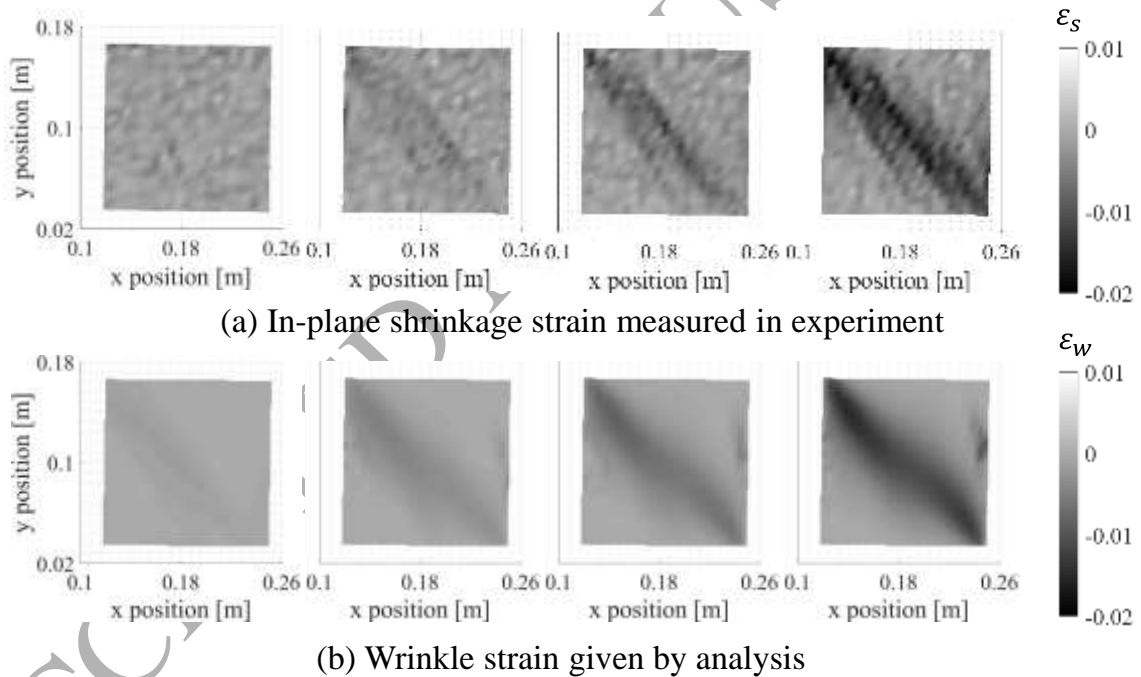 εs
0.18
0.1
0.02
y position [m]
0.1 0.18 0.26 0.1 0.18 0.26 0.1 0.18 0.26 0.1 0.18 0.26
x position [m] x position [m] x position [m] x position [m]
0.01
0
-0.01
-0.02
(a) In-plane shrinkage strain measured in experiment
εw
0.18
0.1
0.02
y position [m]
0.1 0.18 0.26 0.1 0.18 0.26 0.1 0.18 0.26 0.1 0.18 0.26
x position [m] x position [m] x position [m] x position [m]
0.01
0
-0.01
-0.02
(b) Wrinkle strain given by analysis